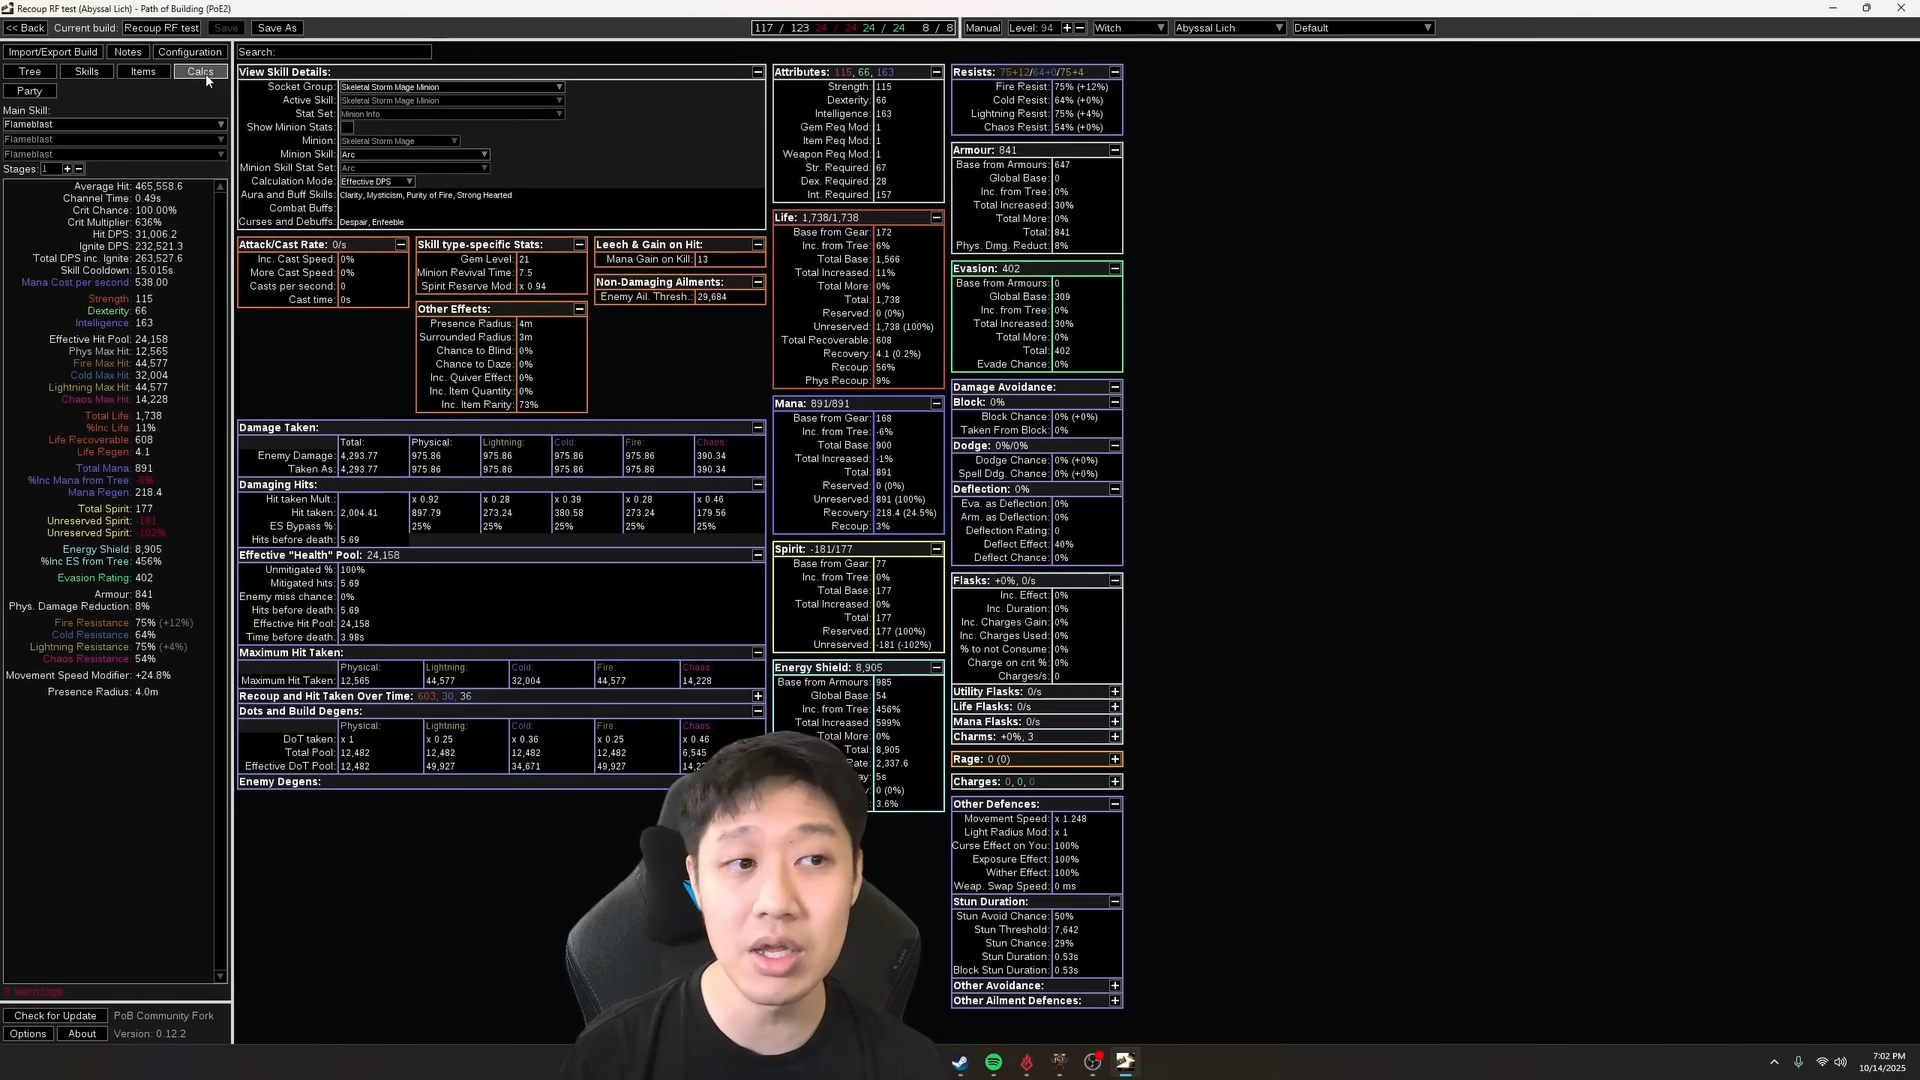 Recoup RF test (Abyssal Lich) - Path of Building (PoE2)
<< Back Current build: Recoup RF test Save Save As 117 / 123 24 / 24 24 / 24 8 / 8 Manual Level: 94 + - Witch Abyssal Lich Default
Import/Export Build Notes Configuration
Tree Skills Items Calcs
Party
Main Skill:
Flameblast
Flameblast
Flameblast
Stages: 1 + -
Average Hit: 465,558.6
Channel Time: 0.49s
Crit Chance: 100.00%
Crit Multiplier: 636%
Hit DPS: 31,006.2
Ignite DPS: 232,521.3
Total DPS inc. Ignite: 263,527.6
Skill Cooldown: 15.015s
Mana Cost per second: 538.00
Strength: 115
Dexterity: 66
Intelligence: 163
Effective Hit Pool: 24,158
Phys Max Hit: 12,565
Fire Max Hit: 44,577
Cold Max Hit: 32,004
Lightning Max Hit: 44,577
Chaos Max Hit: 14,228
Total Life: 1,738
%Inc Life: 11%
Life Recoverable: 608
Life Regen: 4.1
Total Mana: 891
%Inc Mana from Tree: -6%
Mana Regen: 218.4
Total Spirit: 177
Unreserved Spirit: -181
Unreserved Spirit: -102%
Energy Shield: 8,905
%Inc ES from Tree: 456%
Evasion Rating: 402
Armour: 841
Phys. Damage Reduction: 8%
Fire Resistance: 75% (+12%)
Cold Resistance: 64%
Lightning Resistance: 75% (+4%)
Chaos Resistance: 54%
Movement Speed Modifier: +24.8%
Presence Radius: 4.0m
3 Warnings
Check for Update PoB Community Fork
Options About Version: 0.12.2
Search:
View Skill Details:
Socket Group: Skeletal Storm Mage Minion
Active Skill: Skeletal Storm Mage Minion
Stat Set: Minion Info
Show Minion Stats:
Minion: Skeletal Storm Mage
Minion Skill: Arc
Minion Skill Stat Set: Arc
Calculation Mode: Effective DPS
Aura and Buff Skills: Clarity, Mysticism, Purity of Fire, Strong Hearted
Combat Buffs:
Curses and Debuffs: Despair, Enfeeble
Attack/Cast Rate: 0/s
Inc. Cast Speed: 0%
More Cast Speed: 0%
Casts per second: 0
Cast time: 0s
Skill type-specific Stats:
Gem Level: 21
Minion Revival Time: 7.5
Spirit Reserve Mod: x 0.94
Other Effects:
Presence Radius: 4m
Surrounded Radius: 3m
Chance to Blind: 0%
Chance to Daze: 0%
Inc. Quiver Effect: 0%
Inc. Item Quantity: 0%
Inc. Item Rarity: 73%
Leech & Gain on Hit:
Mana Gain on Kill: 13
Non-Damaging Ailments:
Enemy Ail. Thresh.: 29,684
Damage Taken:
Total: Physical: Lightning: Cold: Fire: Chaos:
Enemy Damage: 4,293.77 975.86 975.86 975.86 975.86 390.34
Taken As: 4,293.77 975.86 975.86 975.86 975.86 390.34
Damaging Hits:
Hit taken Mult.: x 0.92 x 0.28 x 0.39 x 0.28 x 0.46
Hit taken: 2,004.41 897.79 273.24 380.58 273.24 179.56
ES Bypass %: 25% 25% 25% 25% 25%
Hits before death: 5.69
Effective "Health" Pool: 24,158
Unmitigated %: 100%
Mitigated hits: 5.69
Enemy miss chance: 0%
Hits before death: 5.69
Effective Hit Pool: 24,158
Time before death: 3.98s
Maximum Hit Taken:
Physical: Lightning: Cold: Fire: Chaos:
Maximum Hit Taken: 12,565 44,577 32,004 44,577 14,228
Recoup and Hit Taken Over Time: 603, 30, 36
Dots and Build Degens:
Physical: Lightning: Cold: Fire: Chaos:
DoT taken: x 1 x 0.25 x 0.36 x 0.25 x 0.46
Total Pool: 12,482 12,482 12,482 12,482 6,545
Effective DoT Pool: 12,482 49,927 34,671 49,927 14,22
Enemy Degens:
Attributes: 115, 66, 163
Strength: 115
Dexterity: 66
Intelligence: 163
Gem Req Mod: 1
Item Req Mod: 1
Weapon Req Mod: 1
Str. Required: 67
Dex. Required: 28
Int. Required: 157
Life: 1,738/1,738
Base from Gear: 172
Inc. from Tree: 6%
Total Base: 1,566
Total Increased: 11%
Total More: 0%
Total: 1,738
Reserved: 0 (0%)
Unreserved: 1,738 (100%)
Total Recoverable: 608
Recovery: 4.1 (0.2%)
Recoup: 56%
Phys Recoup: 9%
Mana: 891/891
Base from Gear: 168
Inc. from Tree: -6%
Total Base: 900
Total Increased: -1%
Total: 891
Reserved: 0 (0%)
Unreserved: 891 (100%)
Recovery: 218.4 (24.5%)
Recoup: 3%
Spirit: -181/177
Base from Gear: 77
Inc. from Tree: 0%
Total Base: 177
Total Increased: 0%
Total: 177
Reserved: 177 (100%)
Unreserved: -181 (-102%)
Energy Shield: 8,905
Base from Armours: 985
Global Base: 54
Inc. from Tree: 456%
Total Increased: 599%
Total More: 0%
Total: 8,905
Rate: 2,337.6
ay: 5s
0 (0%)
3.6%
Resists: 75+12/64+0/75+4
Fire Resist: 75% (+12%)
Cold Resist: 64% (+0%)
Lightning Resist: 75% (+4%)
Chaos Resist: 54% (+0%)
Armour: 841
Base from Armours: 647
Global Base: 0
Inc. from Tree: 0%
Total Increased: 30%
Total More: 0%
Total: 841
Phys. Dmg. Reduct: 8%
Evasion: 402
Base from Armours: 0
Global Base: 309
Inc. from Tree: 0%
Total Increased: 30%
Total More: 0%
Total: 402
Evade Chance: 0%
Damage Avoidance:
Block: 0%
Block Chance: 0% (+0%)
Taken From Block: 0%
Dodge: 0%/0%
Dodge Chance: 0% (+0%)
Spell Ddg. Chance: 0% (+0%)
Deflection: 0%
Eva. as Deflection: 0%
Arm. as Deflection: 0%
Deflection Rating: 0
Deflect Effect: 40%
Deflect Chance: 0%
Flasks: +0%, 0/s
Inc. Effect: 0%
Inc. Duration: 0%
Inc. Charges Gain: 0%
Inc. Charges Used: 0%
% to not Consume: 0%
Charge on crit %: 0%
Charges/s: 0
Utility Flasks: 0/s
Life Flasks: 0/s
Mana Flasks: 0/s
Charms: +0%, 3
Rage: 0 (0)
Charges: 0, 0, 0
Other Defences:
Movement Speed: x 1.248
Light Radius Mod: x 1
Curse Effect on You: 100%
Exposure Effect: 100%
Wither Effect: 100%
Weap. Swap Speed: 0 ms
Stun Duration:
Stun Avoid Chance: 50%
Stun Threshold: 7,642
Stun Chance: 29%
Stun Duration: 0.53s
Block Stun Duration: 0.53s
Other Avoidance:
Other Ailment Defences:
7:02 PM
10/14/2025